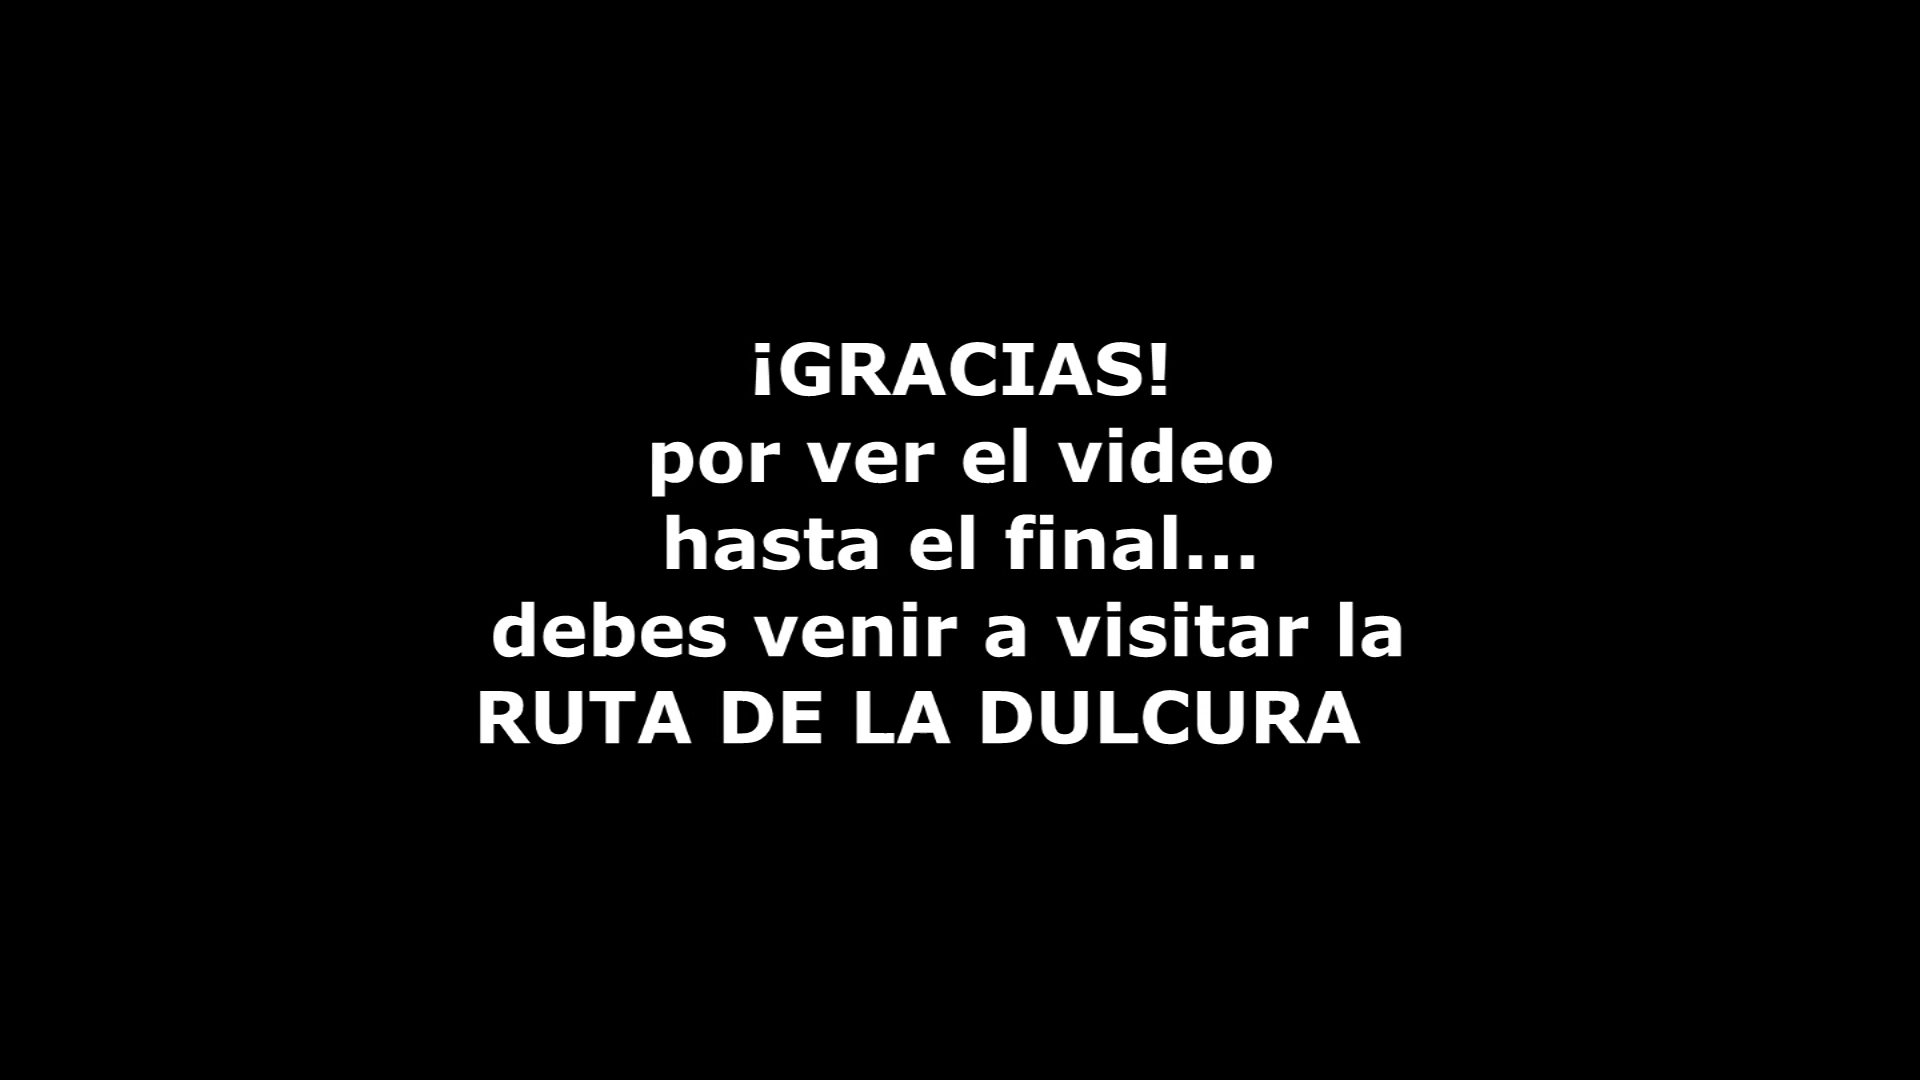 ¡GRACIAS!
por ver el video
hasta el final...
debes venir a visitar la
RUTA DE LA DULCURA